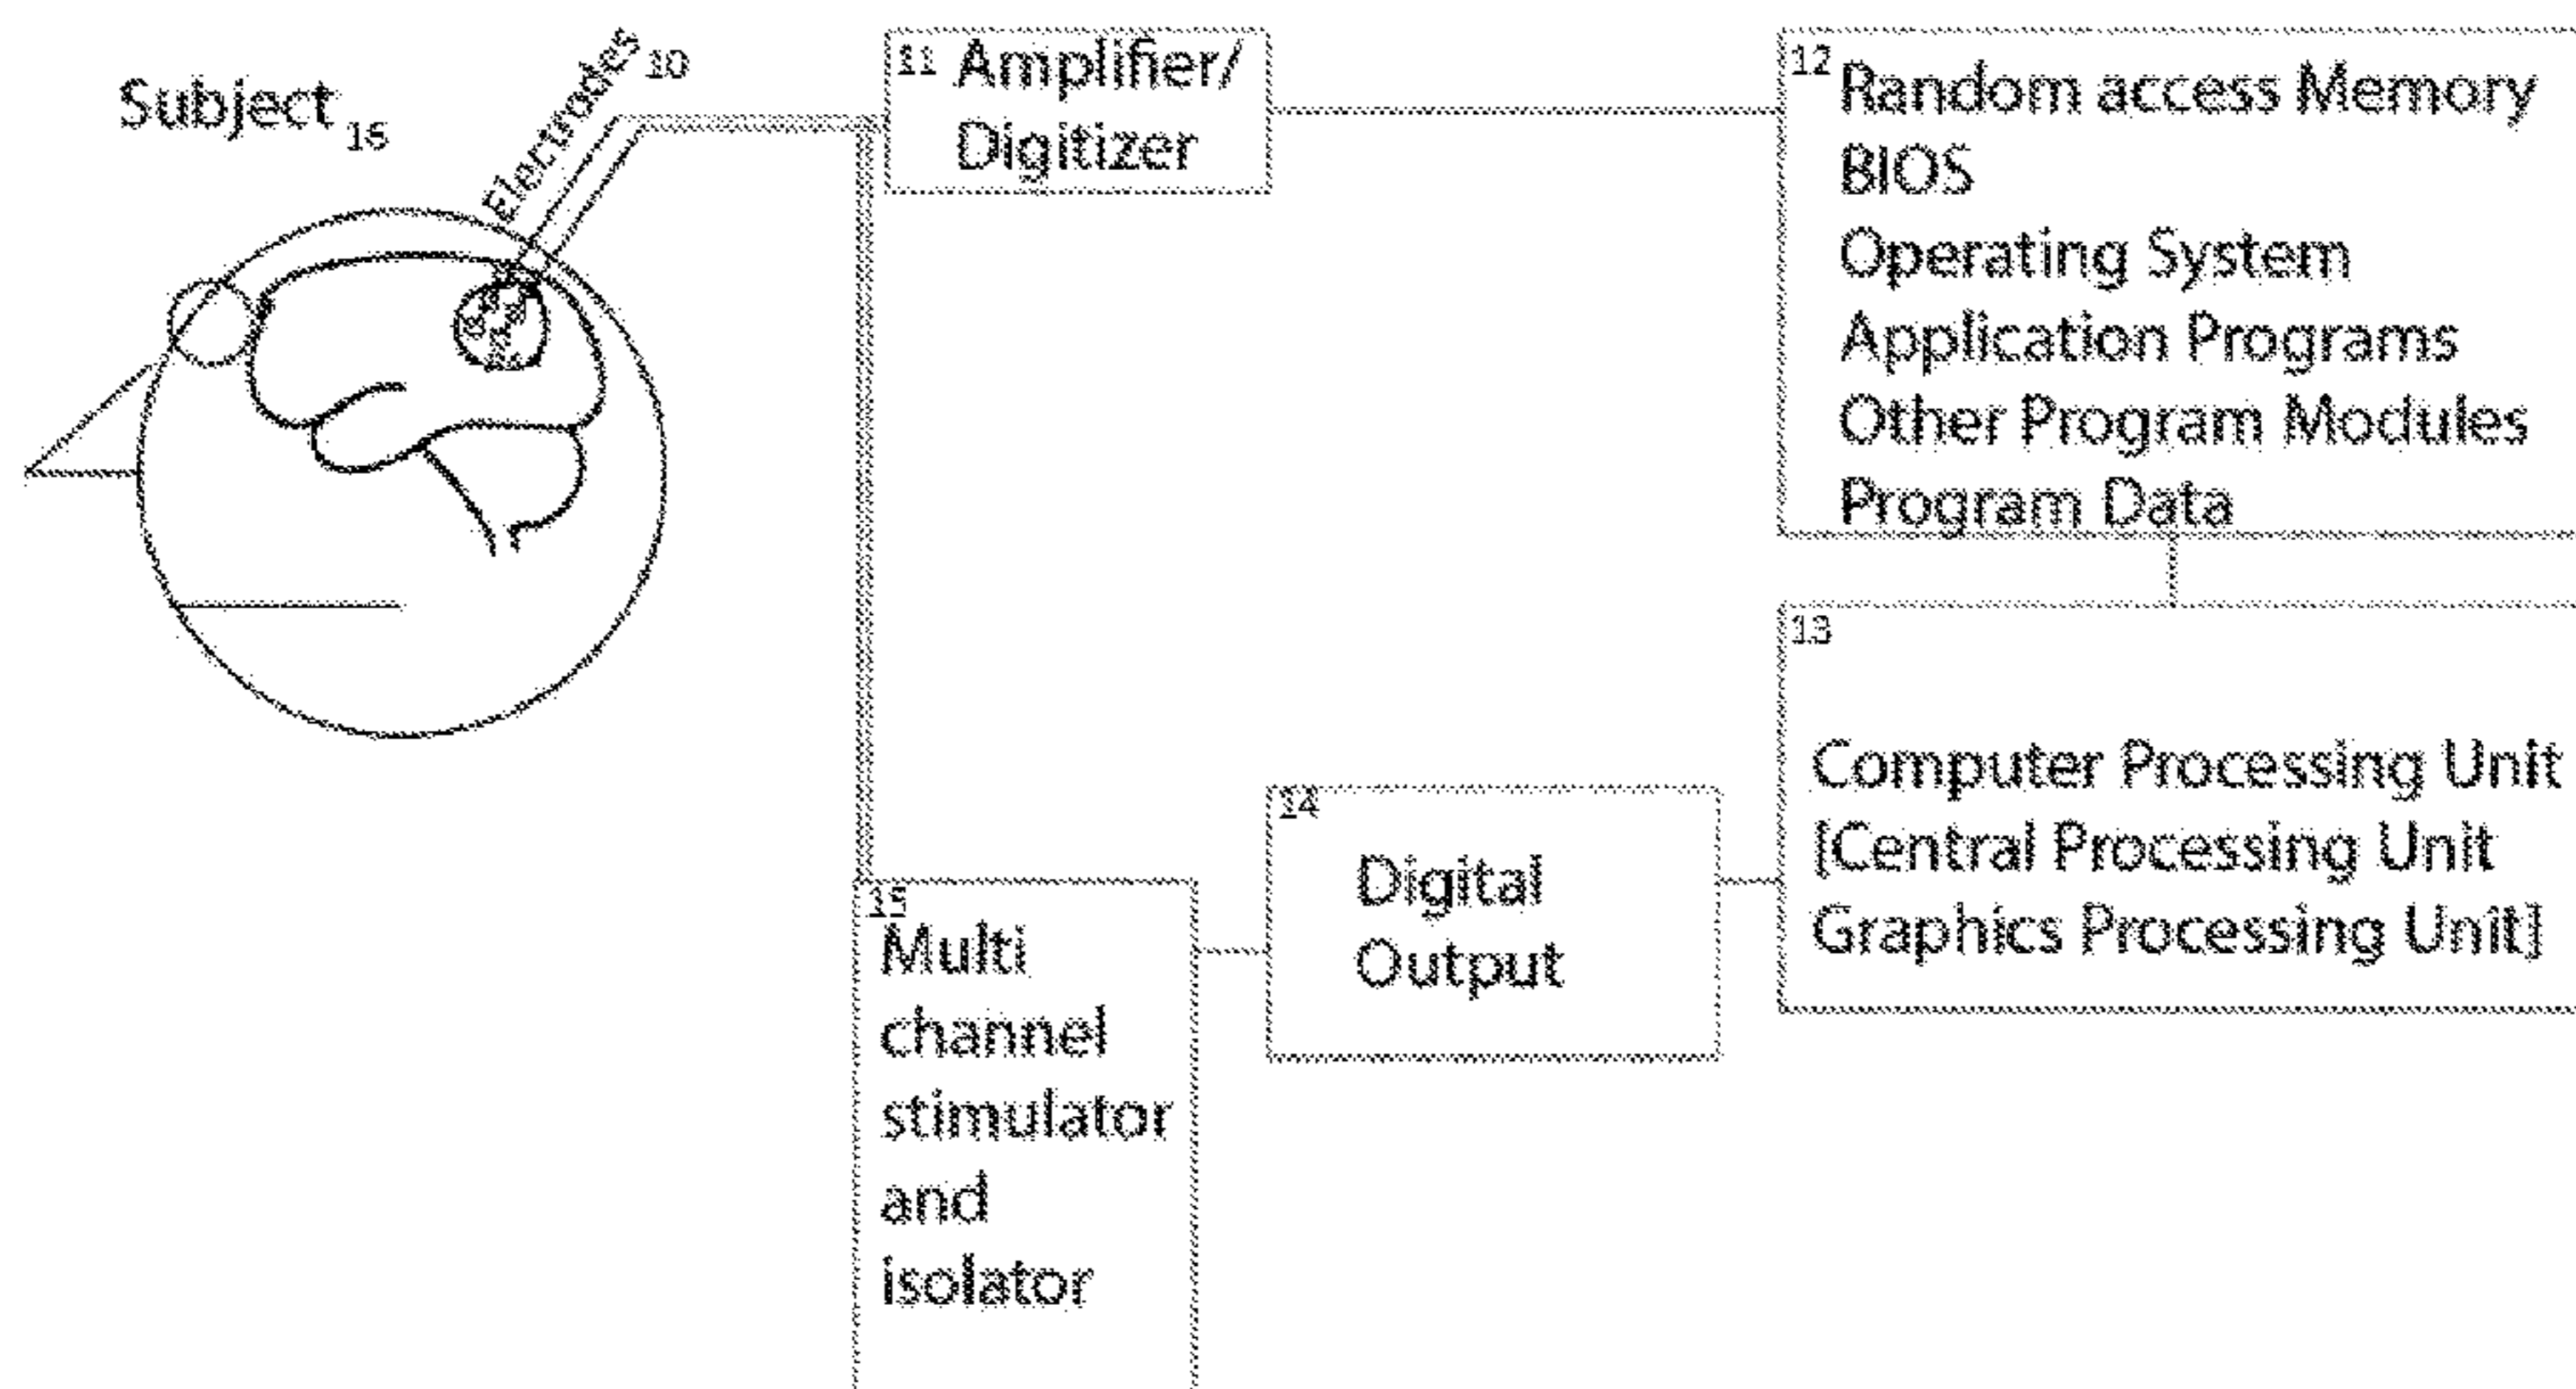 Subject 16
Electrodes 10
11 Amplifier/
Digitizer
12 Random access Memory
BIOS
Operating System
Application Programs
Other Program Modules
Program Data
13
Computer Processing Unit
[Central Processing Unit
Graphics Processing Unit]
14
Digital
Output
15
Multi
channel
stimulator
and
isolator